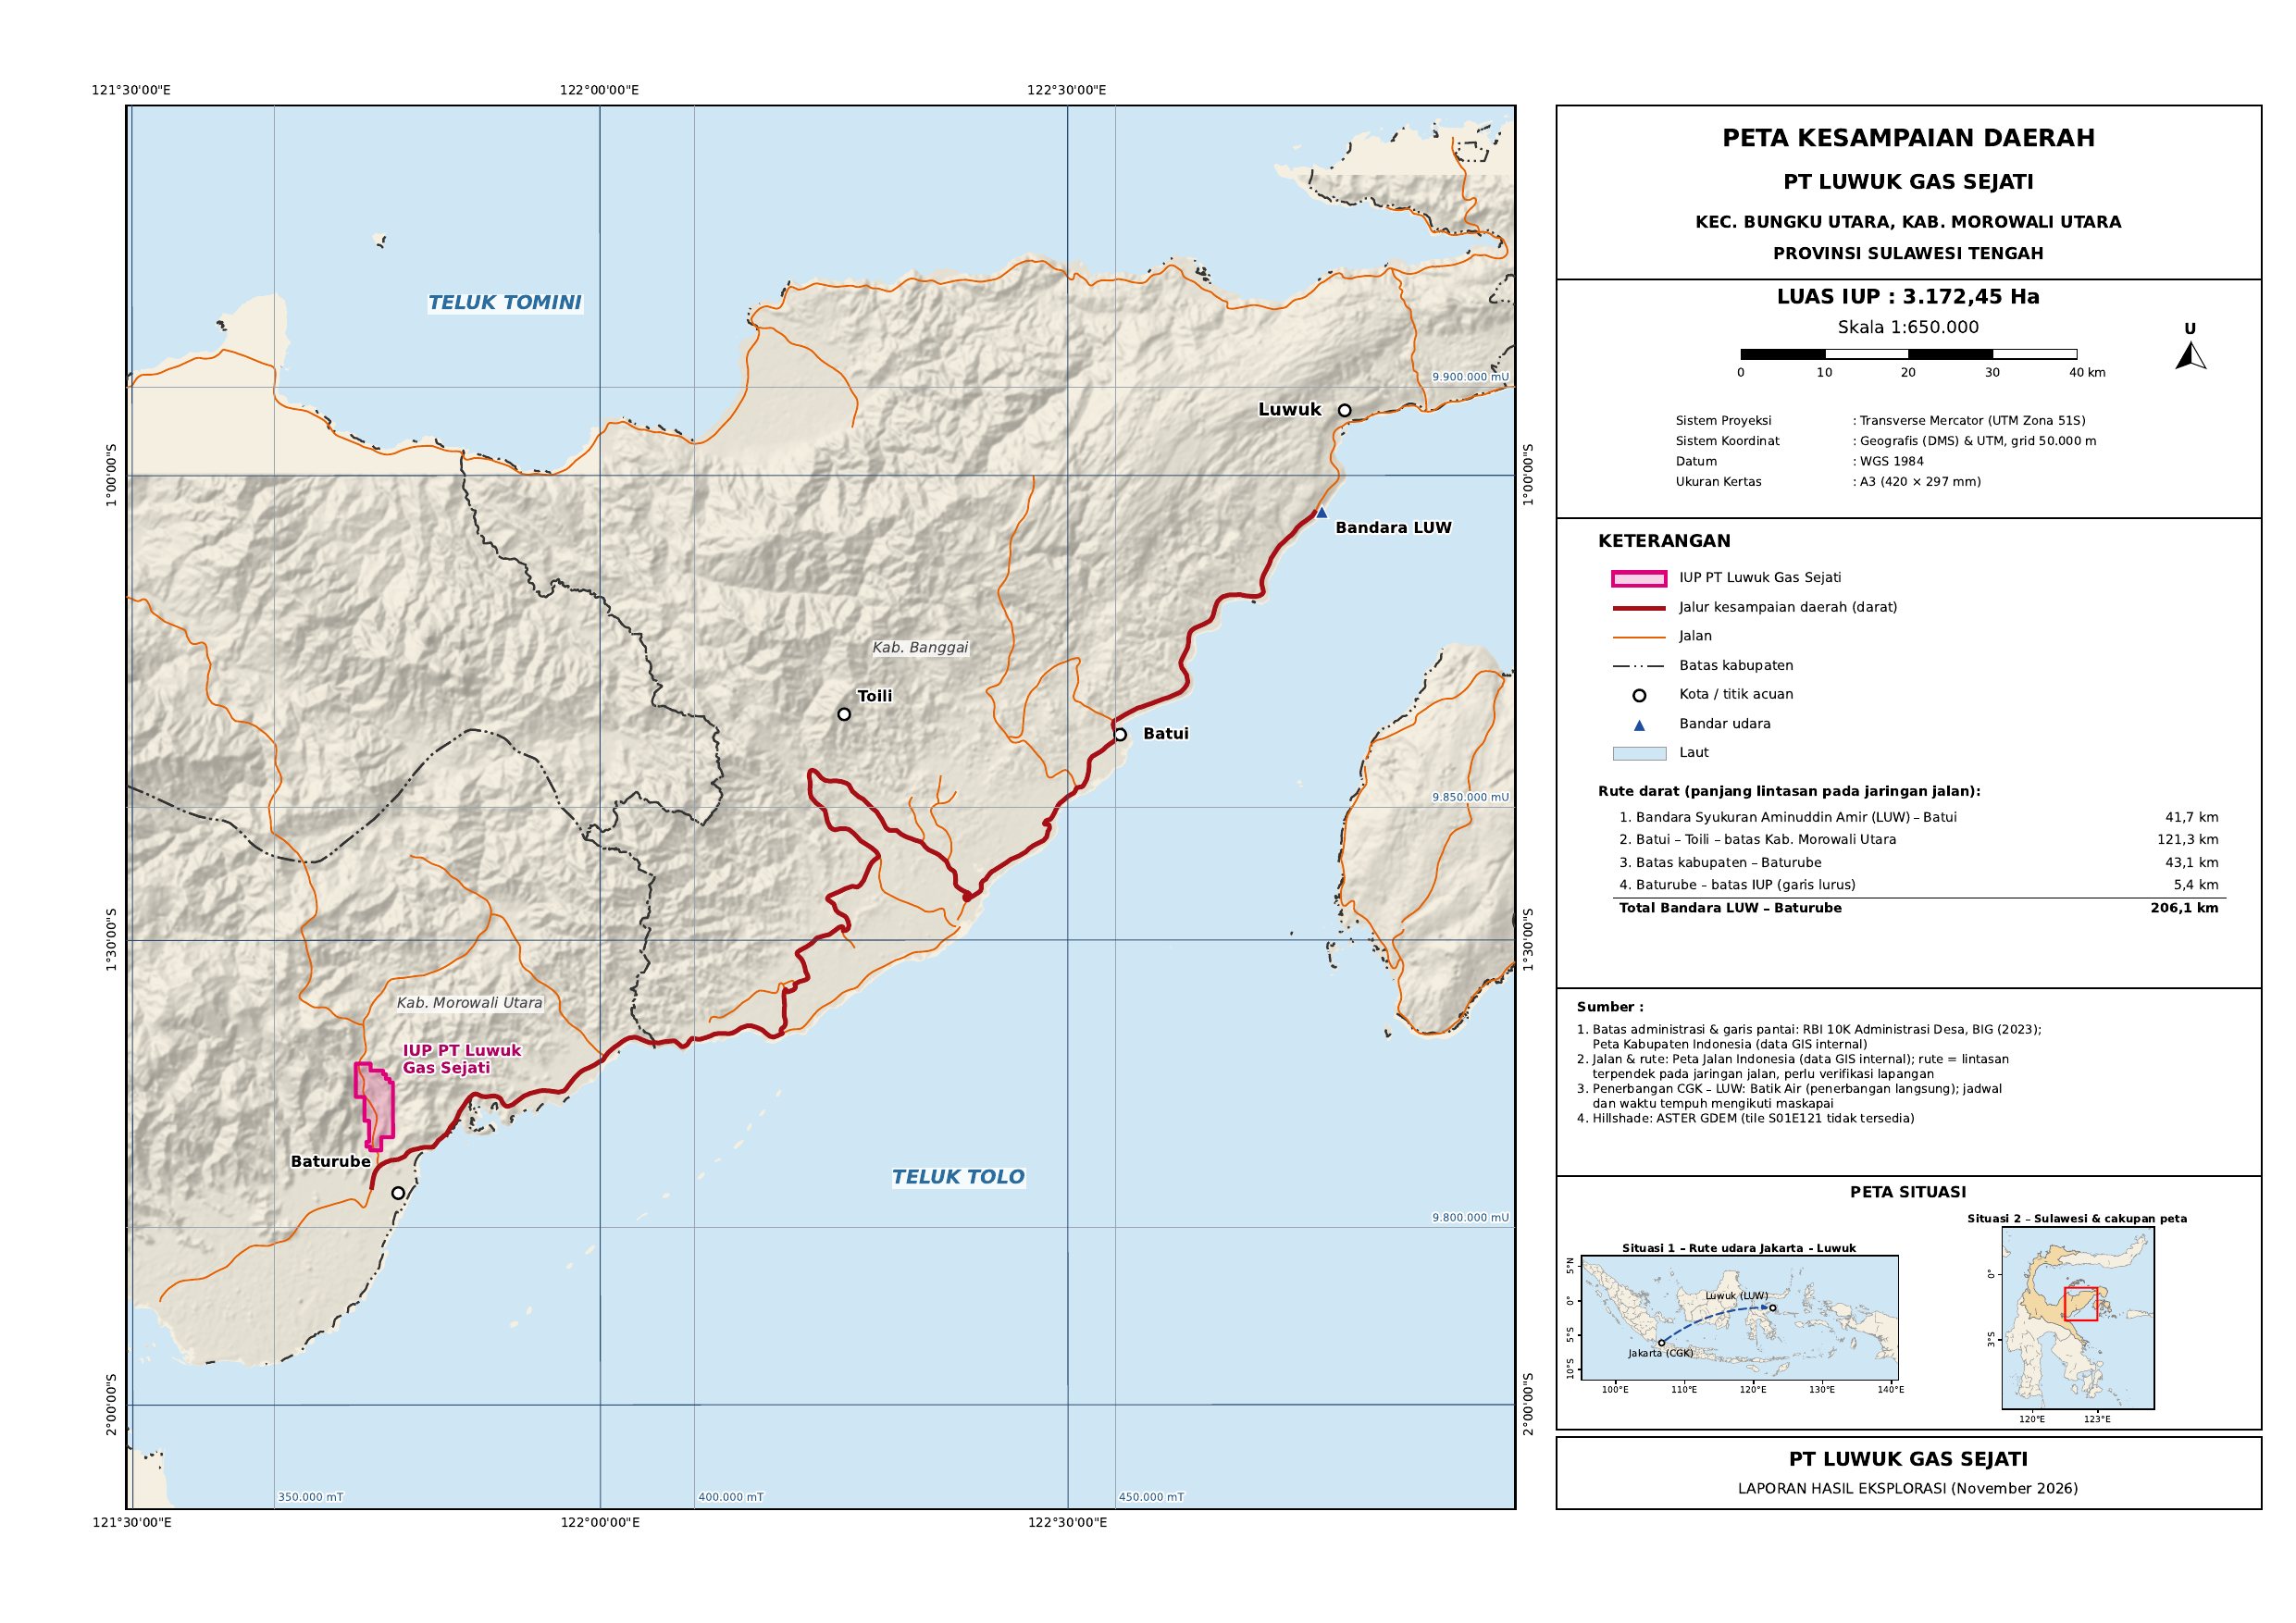 121°30'00"E
122°00'00"E
122°30'00"E
TELUK TOMINI
Luwuk
9.900.000 mU
1°00'00"S
1°00'00"S
Bandara LUW
Kab. Banggai
Toili
Batui
9.850.000 mU
1°30'00"S
1°30'00"S
Kab. Morowali Utara
IUP PT Luwuk
Gas Sejati
Baturube
TELUK TOLO
9.800.000 mU
2°00'00"S
2°00'00"S
350.000 mT
400.000 mT
450.000 mT
121°30'00"E
122°00'00"E
122°30'00"E
PETA KESAMPAIAN DAERAH
PT LUWUK GAS SEJATI
KEC. BUNGKU UTARA, KAB. MOROWALI UTARA
PROVINSI SULAWESI TENGAH
LUAS IUP : 3.172,45 Ha
Skala 1:650.000
U
0 10 20 30 40 km
Sistem Proyeksi : Transverse Mercator (UTM Zona 51S)
Sistem Koordinat : Geografis (DMS) & UTM, grid 50.000 m
Datum : WGS 1984
Ukuran Kertas : A3 (420 × 297 mm)
KETERANGAN
IUP PT Luwuk Gas Sejati
Jalur kesampaian daerah (darat)
Jalan
Batas kabupaten
Kota / titik acuan
Bandar udara
Laut
Rute darat (panjang lintasan pada jaringan jalan):
1. Bandara Syukuran Aminuddin Amir (LUW) – Batui 41,7 km
2. Batui – Toili – batas Kab. Morowali Utara 121,3 km
3. Batas kabupaten – Baturube 43,1 km
4. Baturube – batas IUP (garis lurus) 5,4 km
Total Bandara LUW – Baturube 206,1 km
Sumber :
1. Batas administrasi & garis pantai: RBI 10K Administrasi Desa, BIG (2023);
Peta Kabupaten Indonesia (data GIS internal)
2. Jalan & rute: Peta Jalan Indonesia (data GIS internal); rute = lintasan
terpendek pada jaringan jalan, perlu verifikasi lapangan
3. Penerbangan CGK – LUW: Batik Air (penerbangan langsung); jadwal
dan waktu tempuh mengikuti maskapai
4. Hillshade: ASTER GDEM (tile S01E121 tidak tersedia)
PETA SITUASI
Situasi 2 – Sulawesi & cakupan peta
Situasi 1 – Rute udara Jakarta - Luwuk
5°N
0°
5°S
10°S
Luwuk (LUW)
Jakarta (CGK)
100°E 110°E 120°E 130°E 140°E
0°
3°S
120°E 123°E
PT LUWUK GAS SEJATI
LAPORAN HASIL EKSPLORASI (November 2026)